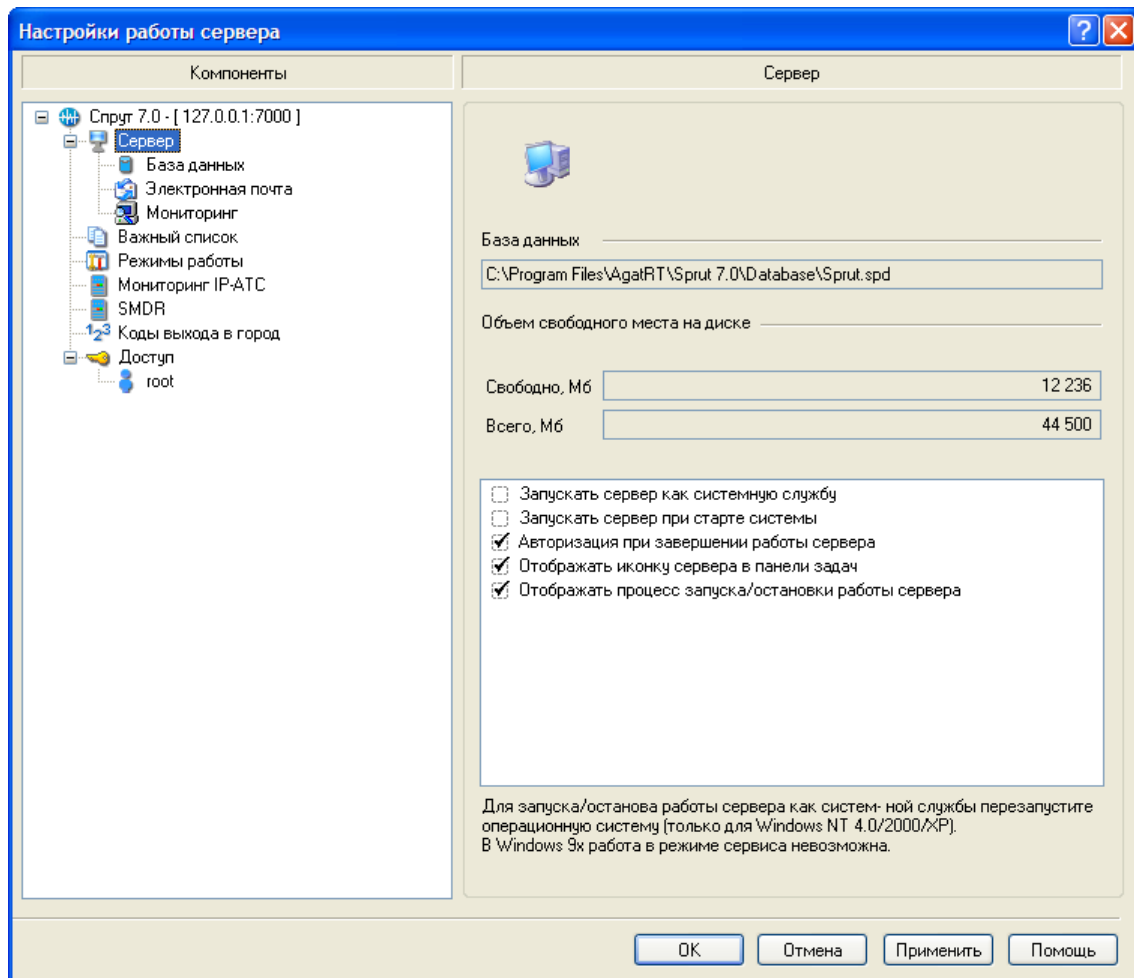 Настройки работы сервера
Компоненты
Сервер
Спрут 7.0 - [ 127.0.0.1:7000 ]
Сервер
База данных
Электронная почта
Мониторинг
Важный список
Режимы работы
Мониторинг IP-АТС
SMDR
Коды выхода в город
Доступ
root
База данных
C:\Program Files\AgatRT\Sprut 7.0\Database\Sprut.spd
Объем свободного места на диске
Свободно, Мб 12 236
Всего, Мб 44 500
Запускать сервер как системную службу
Запускать сервер при старте системы
Авторизация при завершении работы сервера
Отображать иконку сервера в панели задач
Отображать процесс запуска/остановки работы сервера
Для запуска/останова работы сервера как систем- ной службы перезапустите
операционную систему (только для Windows NT 4.0/2000/XP).
В Windows 9x работа в режиме сервиса невозможна.
OK Отмена Применить Помощь